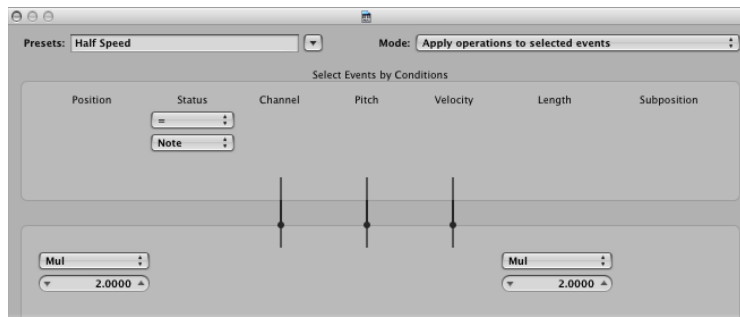 Presets: Half Speed Mode: Apply operations to selected events
Select Events by Conditions
Position Status Channel Pitch Velocity Length Subposition
=
Note
Mul Mul
2.0000 2.0000